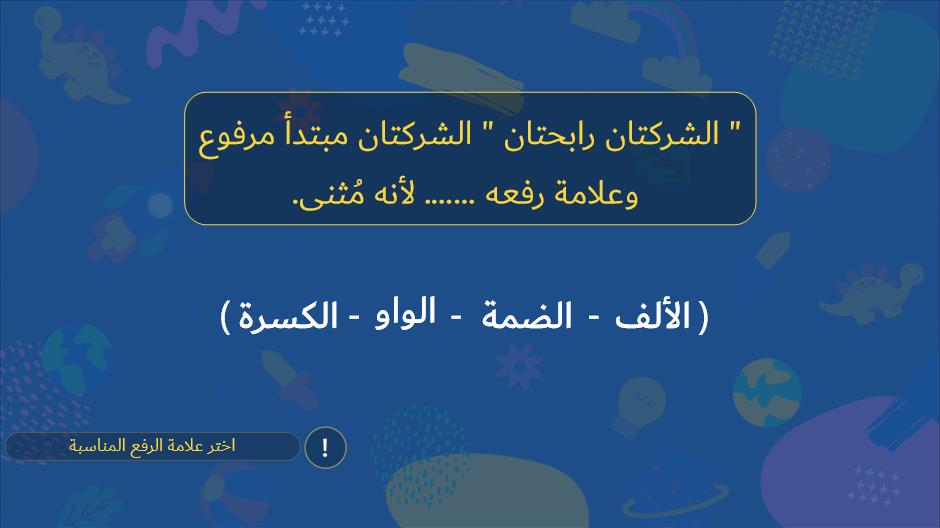 " الشركتان رابحتان " الشركتان مبتدأ مرفوع
وعلامة رفعه ....... لأنه مُثنى.
( الألف - الضمة - الواو - الكسرة )
! اختر علامة الرفع المناسبة